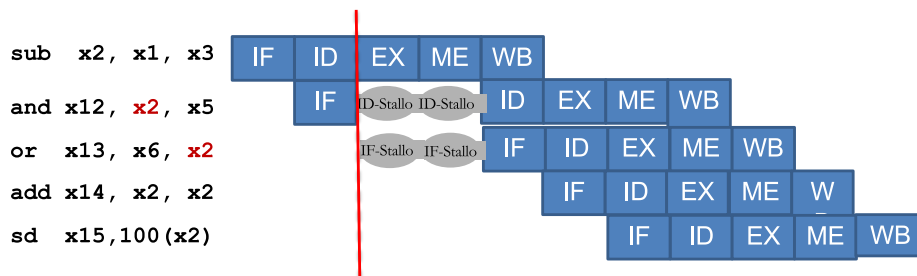 sub x2, x1, x3 IF ID EX ME WB
and x12, x2, x5 IF ID-Stallo ID-Stallo ID EX ME WB
or x13, x6, x2 IF-Stallo IF-Stallo IF ID EX ME WB
add x14, x2, x2 IF ID EX ME W
sd x15,100(x2) IF ID EX ME WB